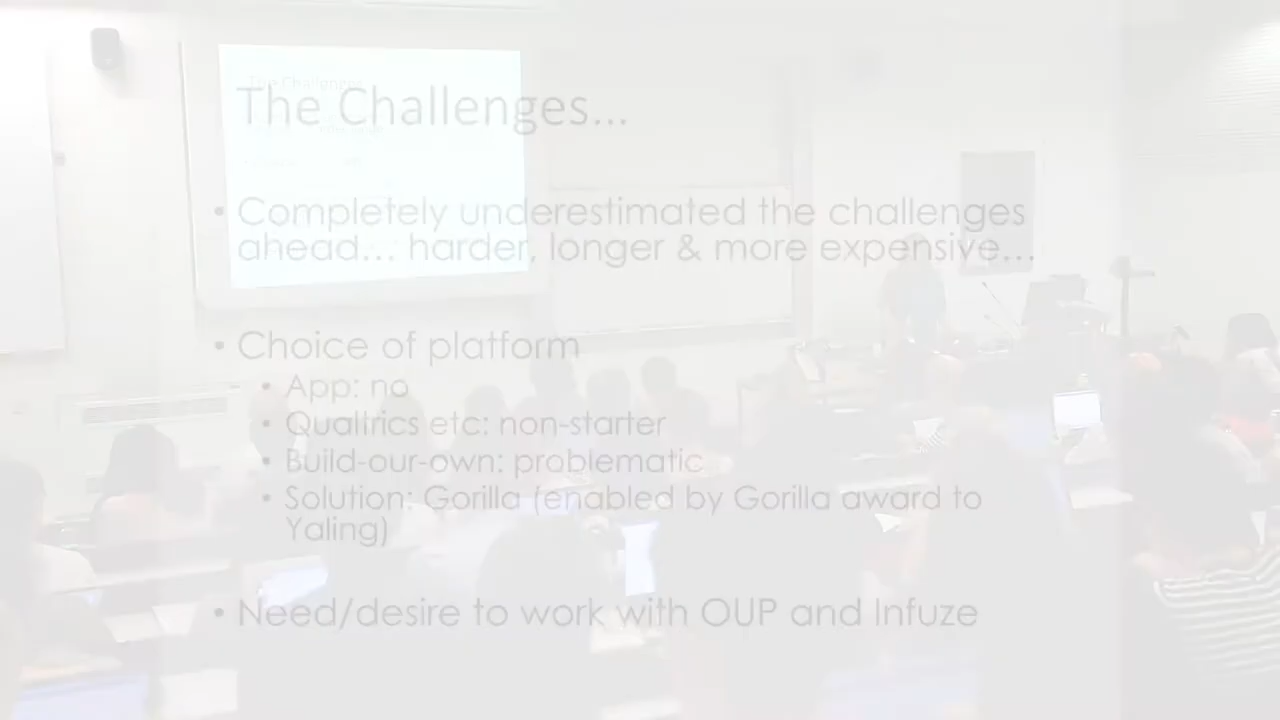 The Challenges...
• Completely underestimated the challenges
ahead... harder, longer & more expensive...
• Choice of platform
• App: no
• Qualtrics etc: non-starter
• Build-our-own: problematic
• Solution: Gorilla (enabled by Gorilla award to
Yaling)
• Need/desire to work with OUP and Infuze
The Challenges